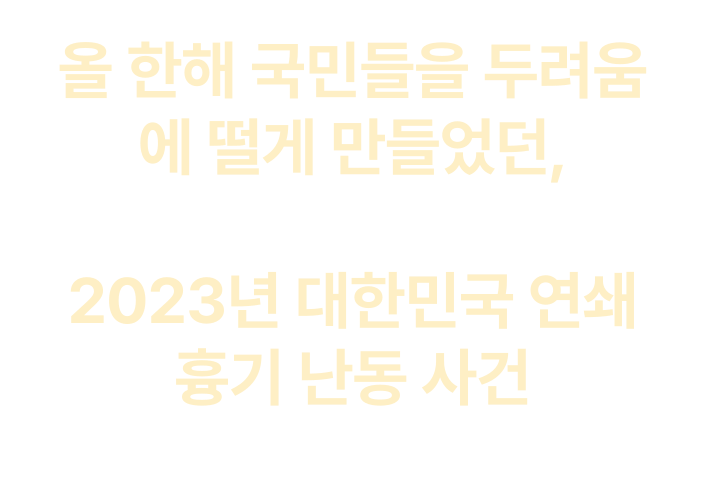 올 한해 국민들을 두려움
에 떨게 만들었던,
2023년 대한민국 연쇄
흉기 난동 사건